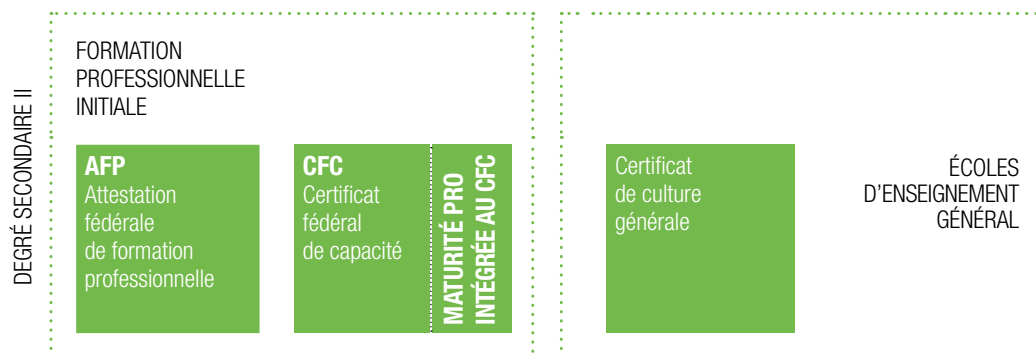 DEGRÉ SECONDAIRE II
FORMATION
PROFESSIONNELLE
INITIALE
AFP
Attestation
fédérale
de formation
professionnelle
CFC
Certificat
fédéral
de capacité
MATURITÉ PRO
INTÉGRÉE AU CFC
Certificat
de culture
générale
ÉCOLES
D'ENSEIGNEMENT
GÉNÉRAL